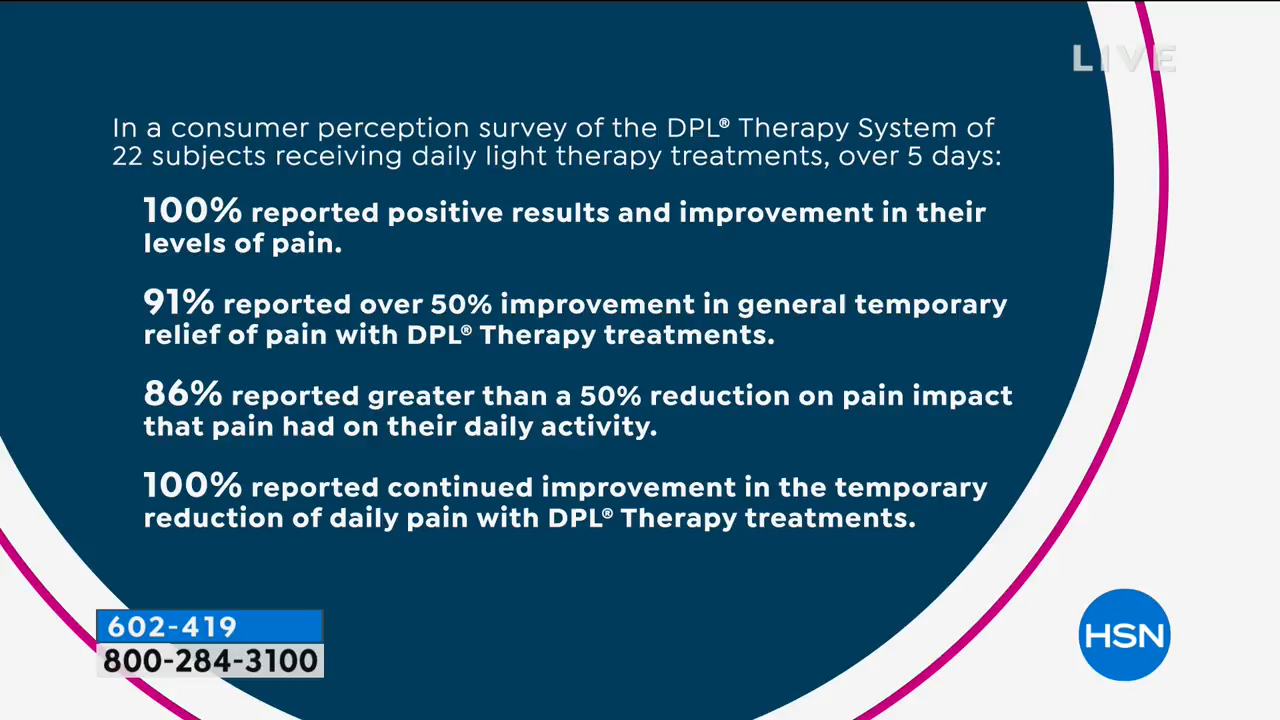 LIVE
In a consumer perception survey of the DPL® Therapy System of
22 subjects receiving daily light therapy treatments, over 5 days:
100% reported positive results and improvement in their
levels of pain.
91% reported over 50% improvement in general temporary
relief of pain with DPL® Therapy treatments.
86% reported greater than a 50% reduction on pain impact
that pain had on their daily activity.
100% reported continued improvement in the temporary
reduction of daily pain with DPL® Therapy treatments.
602-419
800-284-3100
HSN